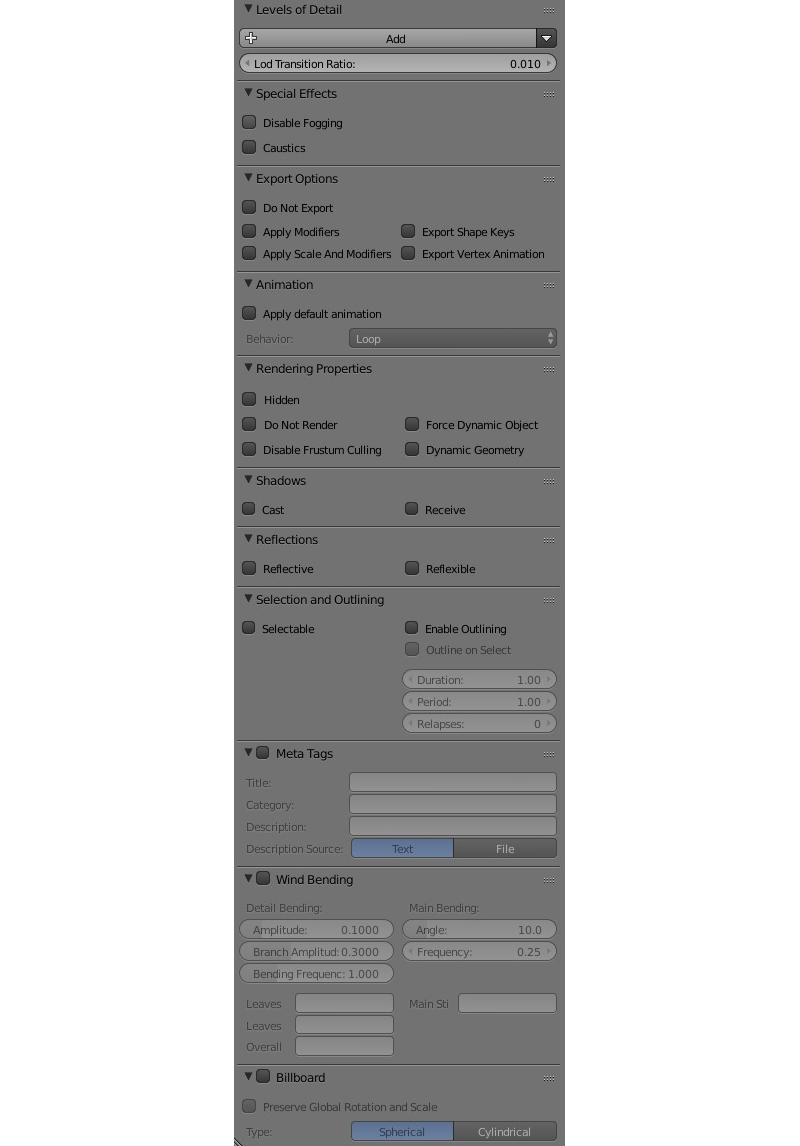 Levels of Detail
Add
Lod Transition Ratio: 0.010
Special Effects
Disable Fogging
Caustics
Export Options
Do Not Export
Apply Modifiers Export Shape Keys
Apply Scale And Modifiers Export Vertex Animation
Animation
Apply default animation
Behavior: Loop
Rendering Properties
Hidden
Do Not Render Force Dynamic Object
Disable Frustum Culling Dynamic Geometry
Shadows
Cast Receive
Reflections
Reflective Reflexible
Selection and Outlining
Selectable Enable Outlining
Outline on Select
Duration: 1.00
Period: 1.00
Relapses: 0
Meta Tags
Title:
Category:
Description:
Description Source: Text File
Wind Bending
Detail Bending: Main Bending:
Amplitude: 0.1000 Angle: 10.0
Branch Amplitud: 0.3000 Frequency: 0.25
Bending Frequenc: 1.000
Leaves Main Sti
Leaves
Overall
Billboard
Preserve Global Rotation and Scale
Type: Spherical Cylindrical